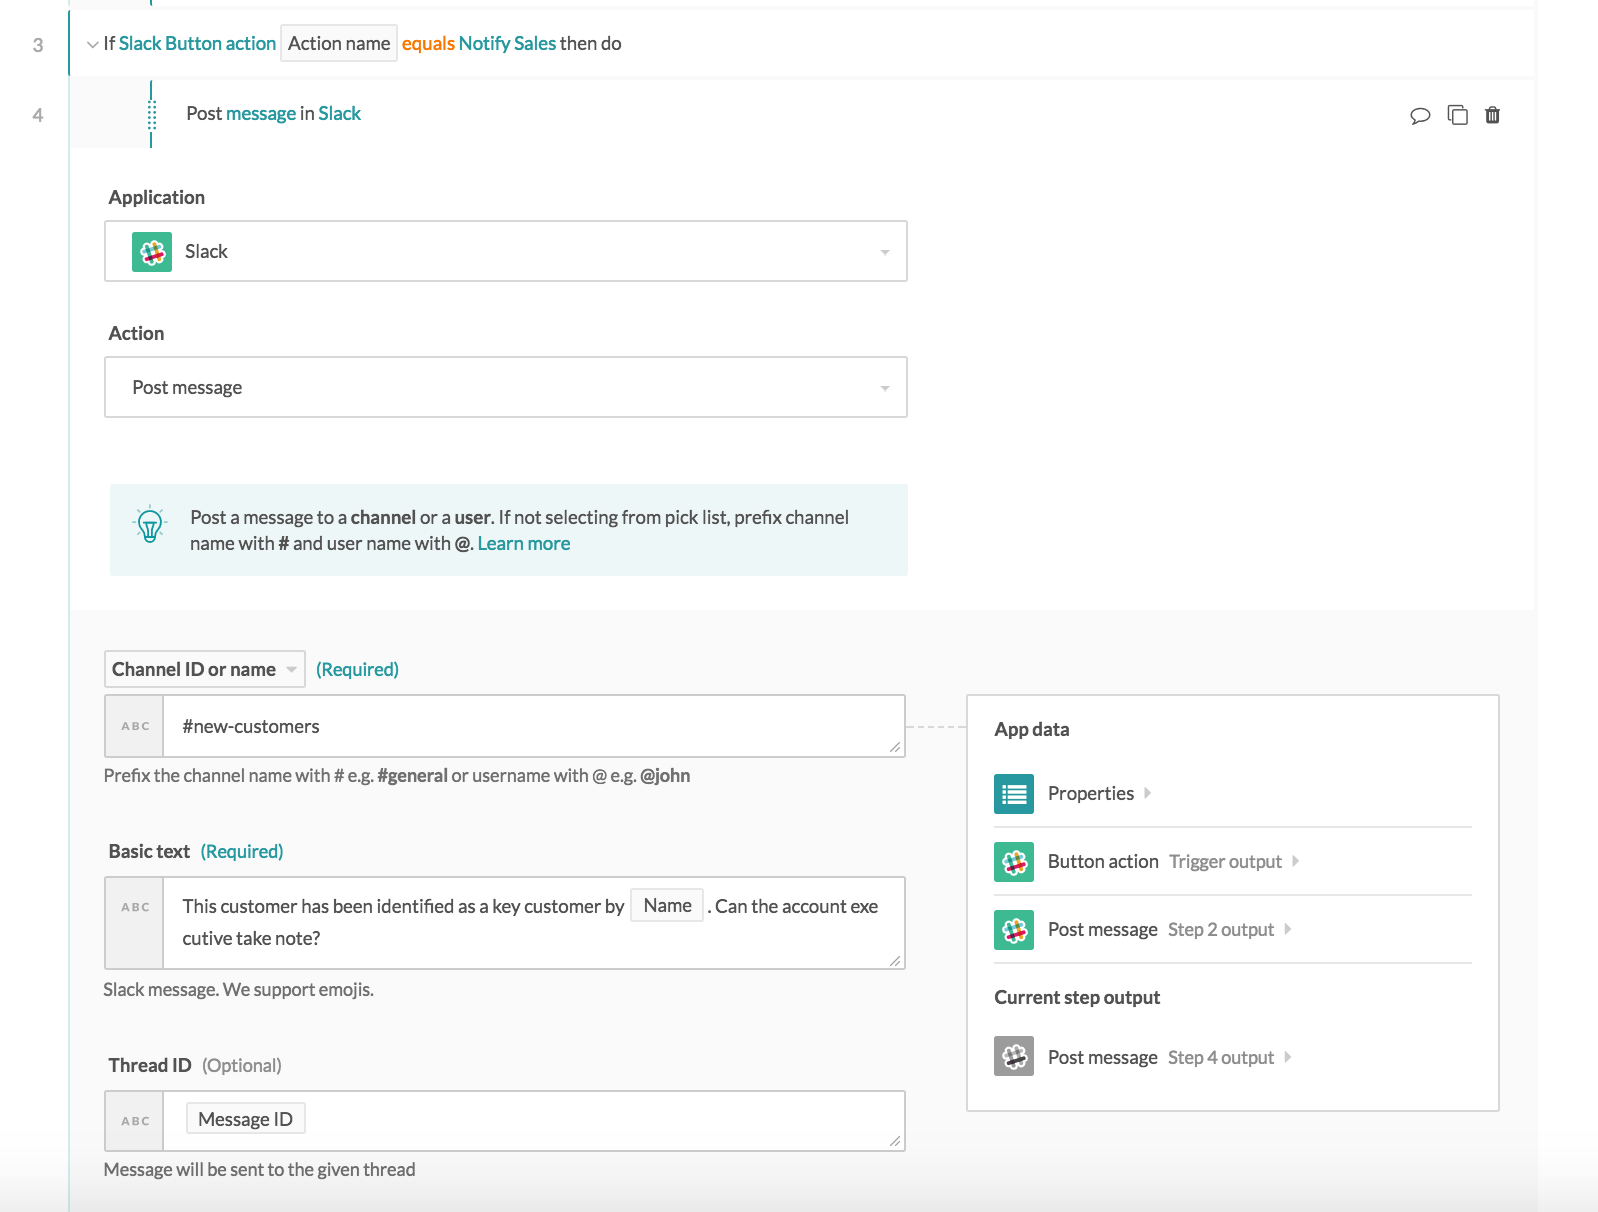 3 If Slack Button action Action name equals Notify Sales then do
4 Post message in Slack
Application
Slack
Action
Post message
Post a message to a channel or a user. If not selecting from pick list, prefix channel
name with # and user name with @. Learn more
Channel ID or name (Required)
ABC #new-customers
Prefix the channel name with # e.g. #general or username with @ e.g. @john
Basic text (Required)
ABC This customer has been identified as a key customer by Name . Can the account exe
cutive take note?
Slack message. We support emojis.
Thread ID (Optional)
ABC Message ID
Message will be sent to the given thread
App data
Properties
Button action Trigger output
Post message Step 2 output
Current step output
Post message Step 4 output